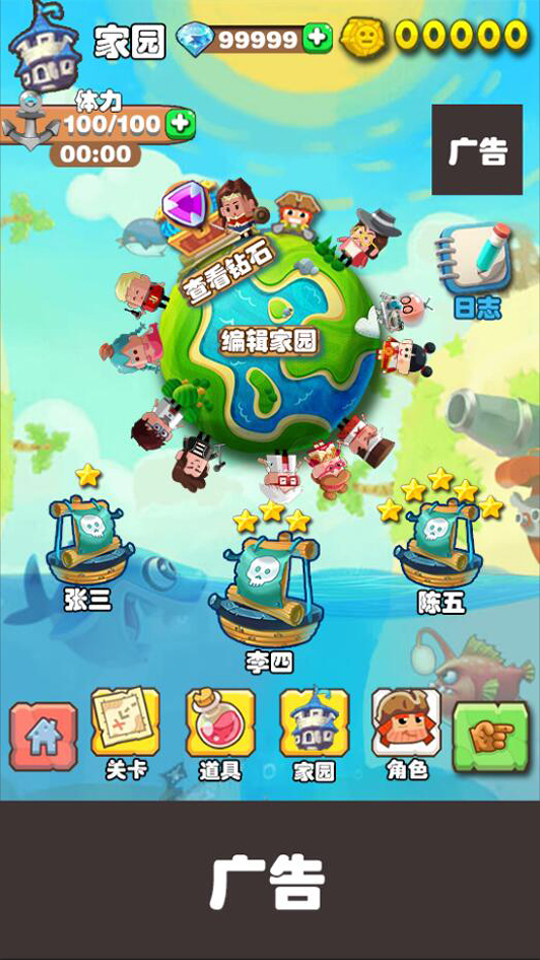 家园
99999
00000
体力
100/100
00:00
广告
查看钻石
日志
编辑家园
张三
李四
陈五
关卡
道具
家园
角色
广告